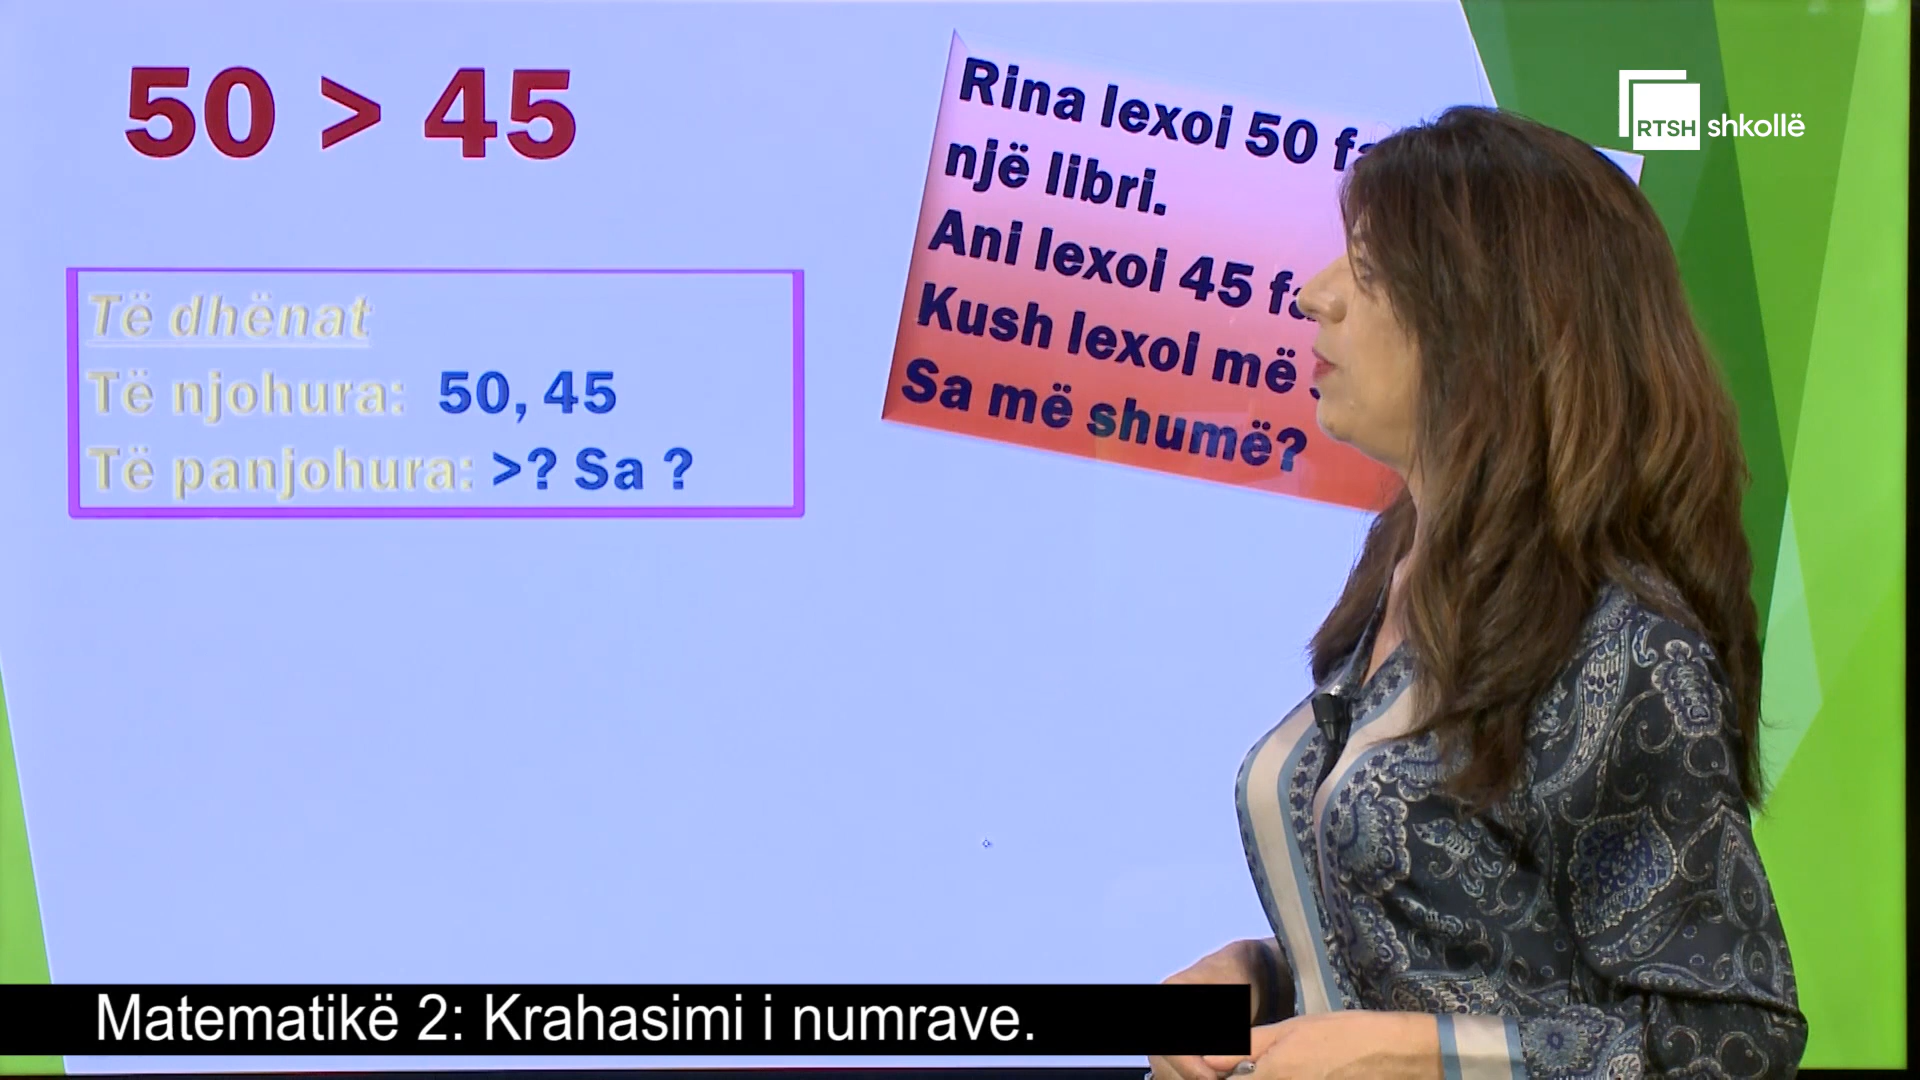 50 > 45
Të dhënat
Të njohura: 50, 45
Të panjohura: >? Sa ?
Rina lexoi 50
një libri.
Ani lexoi 45
Kush lexoi më
Sa më shumë?
RTSH shkollë
Matematikë 2: Krahasimi i numrave.